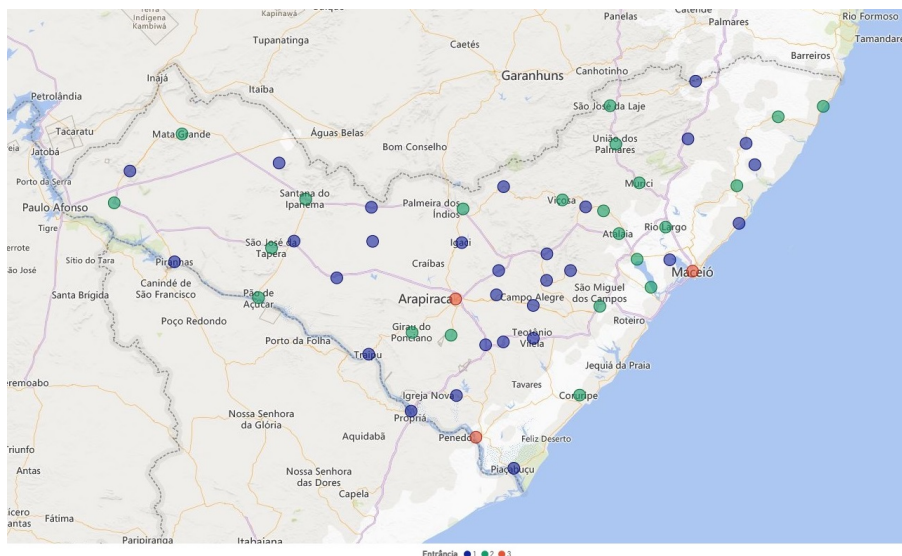 Indigena
Kambiwá
Kapinawá
Panelas
Catende
Palmares
Rio Formoso
Tamandaré
Tupanatinga
Caetés
Barreiros
Inajá
Garanhuns
Canhotinho
Petrolândia
Itaíba
São José da Laje
Tacaratu
Mata Grande
Águas Belas
União dos
Palmares
Jatobá
Bom Conselho
Porto da Serra
Murici
Paulo Afonso
Santana do
Ipanema
Palmeira dos
Índios
Viçosa
Tigre
Atalaia
Rio Largo
São José da
Tapera
Igaci
Sítio do Tara
Piranhas
Craíbas
Maceió
São José
Canindé de
São Francisco
Santa Brígida
Pão de
Açúcar
Arapiraca
Campo Alegre
São Miguel
dos Campos
Poço Redondo
Roteiro
Girau do
Ponciano
Teotônio
Vilela
Porto da Folha
Traipu
Jequiá da Praia
Tavares
Igreja Nova
Coruripe
Nossa Senhora
da Glória
Propriá
Aquidabã
Penedo
Feliz Deserto
Antas
Nossa Senhora
das Dores
Piaçabuçu
Capela
Fátima
Paripiranga
Itabaiana
Entrância 1 2 3